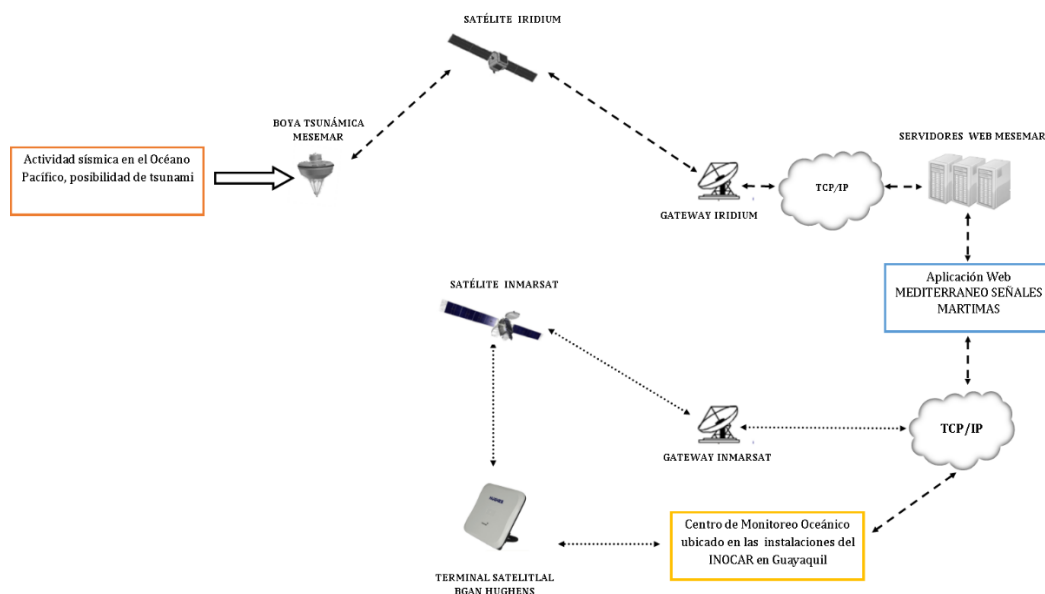 SATÉLITE IRIDIUM
BOYA TSUNÁMICA
MESEMAR
Actividad sísmica en el Océano
Pacífico, posibilidad de tsunami
SERVIDORES WEB MESEMAR
TCP/IP
GATEWAY IRIDIUM
Aplicación Web
MEDITERRANEO SEÑALES
MARTIMAS
SATÉLITE INMARSAT
TCP/IP
GATEWAY INMARSAT
HUGHES
Centro de Monitoreo Oceánico
ubicado en las instalaciones del
INOCAR en Guayaquil
TERMINAL SATELITLAL
BGAN HUGHENS